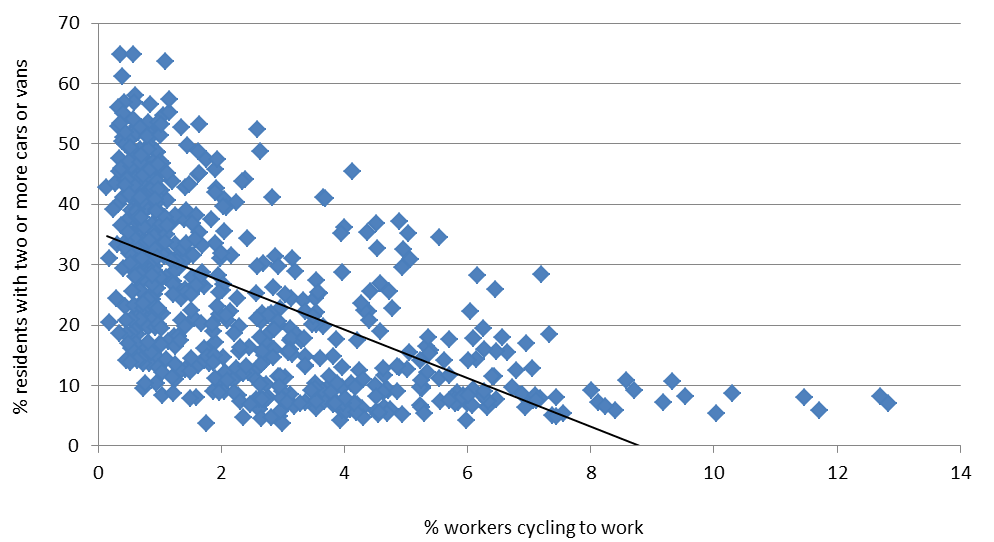 % residents with two or more cars or vans
70
60
50
40
30
20
10
0
0 2 4 6 8 10 12 14
% workers cycling to work